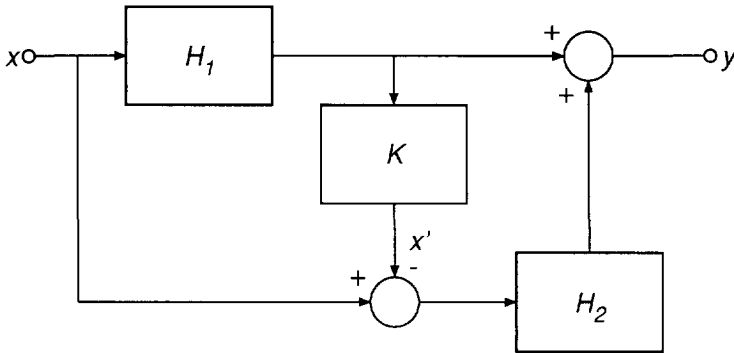 x H₁ + y
+
K
x'
+ -
H₂